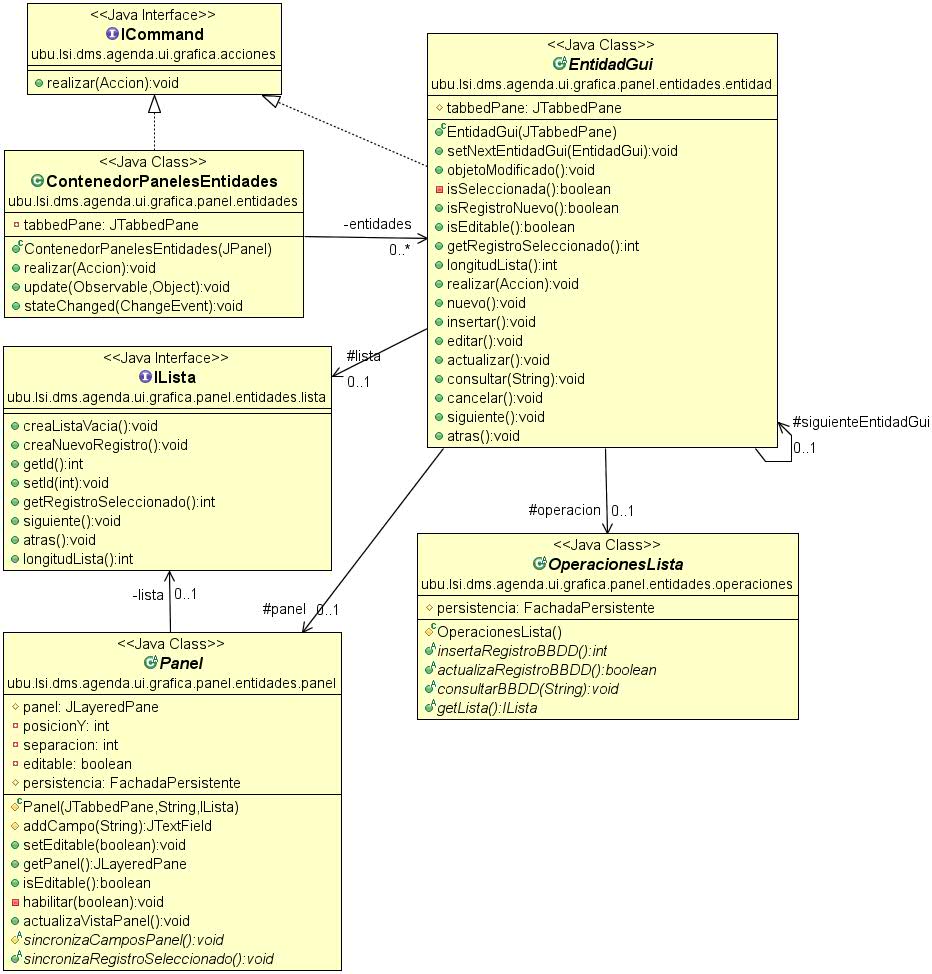 <<Java Interface>>
ICommand
ubu.lsi.dms.agenda.ui.grafica.acciones
realizar(Accion):void
<<Java Class>>
EntidadGui
ubu.lsi.dms.agenda.ui.grafica.panel.entidades.entidad
tabbedPane: JTabbedPane
EntidadGui(JTabbedPane)
setNextEntidadGui(EntidadGui):void
objetoModificado():void
isSeleccionada():boolean
isRegistroNuevo():boolean
isEditable():boolean
getRegistroSeleccionado():int
longitudLista():int
realizar(Accion):void
nuevo():void
insertar():void
editar():void
actualizar():void
consultar(String):void
cancelar():void
siguiente():void
atras():void
<<Java Class>>
ContenedorPanelesEntidades
ubu.lsi.dms.agenda.ui.grafica.panel.entidades
tabbedPane: JTabbedPane
ContenedorPanelesEntidades(JPanel)
realizar(Accion):void
update(Observable,Object):void
stateChanged(ChangeEvent):void
-entidades
0..*
#lista
0..1
<<Java Interface>>
ILista
ubu.lsi.dms.agenda.ui.grafica.panel.entidades.lista
creaListaVacia():void
creaNuevoRegistro():void
getId():int
setId(int):void
getRegistroSeleccionado():int
siguiente():void
atras():void
longitudLista():int
#siguienteEntidadGui
0..1
#operacion
0..1
<<Java Class>>
OperacionesLista
ubu.lsi.dms.agenda.ui.grafica.panel.entidades.operaciones
persistencia: FachadaPersistente
OperacionesLista()
insertaRegistroBBDD():int
actualizaRegistroBBDD():boolean
consultarBBDD(String):void
getLista():ILista
-lista
0..1
#panel
0..1
<<Java Class>>
Panel
ubu.lsi.dms.agenda.ui.grafica.panel.entidades.panel
panel: JLayeredPane
posicionY: int
separacion: int
editable: boolean
persistencia: FachadaPersistente
Panel(JTabbedPane,String,ILista)
addCampo(String):JTextField
setEditable(boolean):void
getPanel():JLayeredPane
isEditable():boolean
habilitar(boolean):void
actualizaVistaPanel():void
sincronizaCamposPanel():void
sincronizaRegistroSeleccionado():void